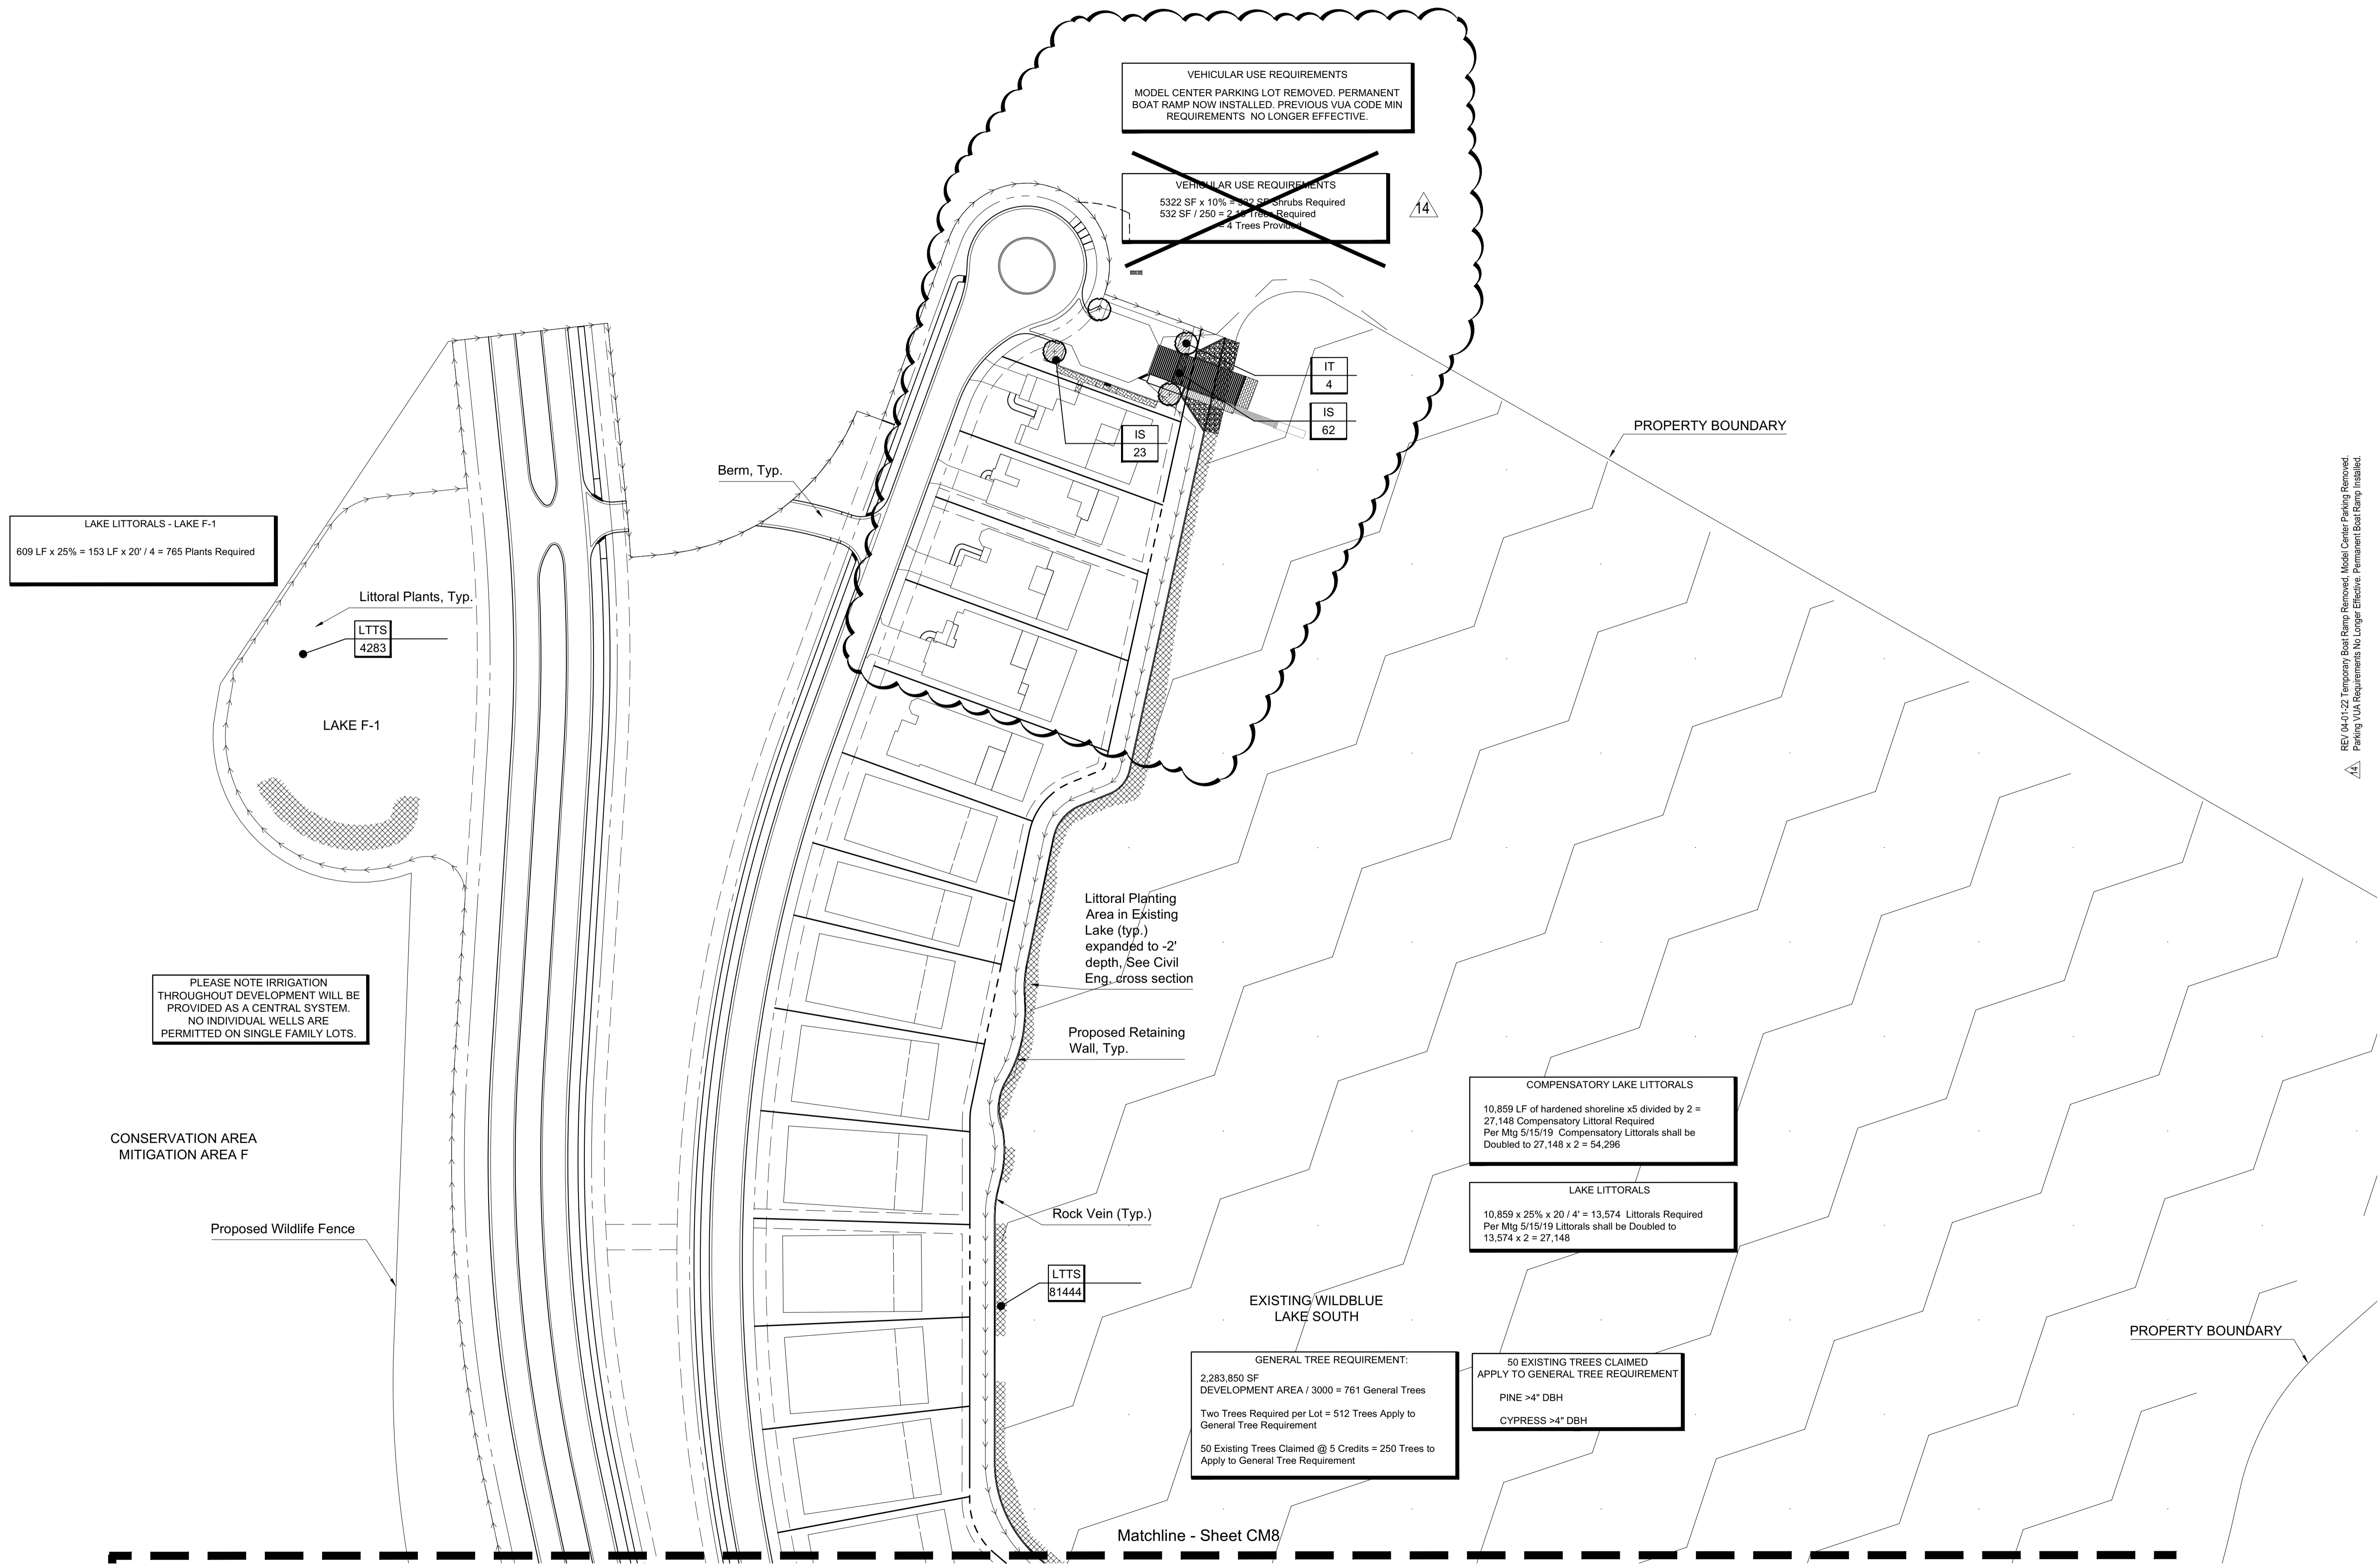 VEHICULAR USE REQUIREMENTS
MODEL CENTER PARKING LOT REMOVED. PERMANENT
BOAT RAMP NOW INSTALLED. PREVIOUS VUA CODE MIN
REQUIREMENTS NO LONGER EFFECTIVE.
VEHICULAR USE REQUIREMENTS
5322 SF x 10% = 532 SF Shrubs Required
532 SF / 250 = 2.13 Trees Required
= 4 Trees Provided
14
IT
4
IS
62
IS
23
PROPERTY BOUNDARY
Berm, Typ.
LAKE LITTORALS - LAKE F-1
609 LF x 25% = 153 LF x 20' / 4 = 765 Plants Required
Littoral Plants, Typ.
LTTS
4283
LAKE F-1
REV 04-01-22 Temporary Boat Ramp Removed, Model Center Parking Removed.
Parking VUA Requirements No Longer Effective. Permanent Boat Ramp Installed.
14
Littoral Planting
Area in Existing
Lake (typ.)
expanded to -2'
depth, See Civil
Eng. cross section
PLEASE NOTE IRRIGATION
THROUGHOUT DEVELOPMENT WILL BE
PROVIDED AS A CENTRAL SYSTEM.
NO INDIVIDUAL WELLS ARE
PERMITTED ON SINGLE FAMILY LOTS.
Proposed Retaining
Wall, Typ.
COMPENSATORY LAKE LITTORALS
10,859 LF of hardened shoreline x5 divided by 2 =
27,148 Compensatory Littoral Required
Per Mtg 5/15/19 Compensatory Littorals shall be
Doubled to 27,148 x 2 = 54,296
CONSERVATION AREA
MITIGATION AREA F
LAKE LITTORALS
10,859 x 25% x 20 / 4' = 13,574 Littorals Required
Per Mtg 5/15/19 Littorals shall be Doubled to
13,574 x 2 = 27,148
Rock Vein (Typ.)
Proposed Wildlife Fence
LTTS
81444
EXISTING WILDBLUE
LAKE SOUTH
PROPERTY BOUNDARY
GENERAL TREE REQUIREMENT:
2,283,850 SF
DEVELOPMENT AREA / 3000 = 761 General Trees
Two Trees Required per Lot = 512 Trees Apply to
General Tree Requirement
50 Existing Trees Claimed @ 5 Credits = 250 Trees to
Apply to General Tree Requirement
50 EXISTING TREES CLAIMED
APPLY TO GENERAL TREE REQUIREMENT
PINE >4" DBH
CYPRESS >4" DBH
Matchline - Sheet CM8